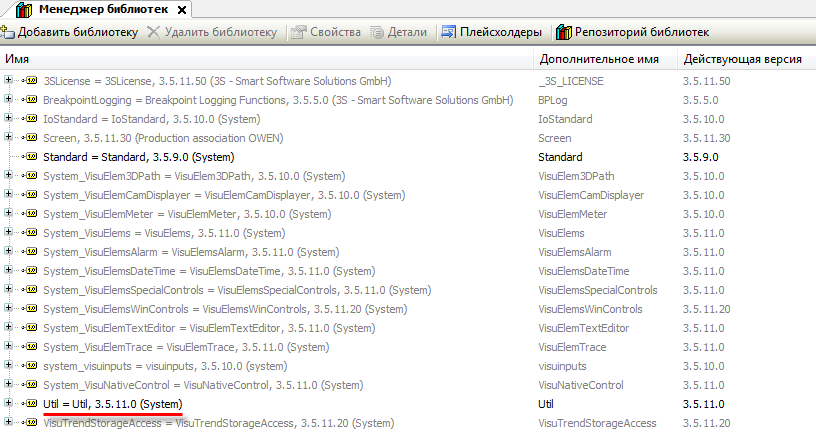 Менеджер библиотек
Добавить библиотеку Удалить библиотеку Свойства Детали Плейсхолдеры Репозиторий библиотек
Имя Дополнительное имя Действующая версия
3SLicense = 3SLicense, 3.5.11.50 (3S - Smart Software Solutions GmbH) _3S_LICENSE 3.5.11.50
BreakpointLogging = Breakpoint Logging Functions, 3.5.5.0 (3S - Smart Software Solutions GmbH) BPLog 3.5.5.0
IoStandard = IoStandard, 3.5.10.0 (System) IoStandard 3.5.10.0
Screen, 3.5.11.30 (Production association OWEN) Screen 3.5.11.30
Standard = Standard, 3.5.9.0 (System) Standard 3.5.9.0
System_VisuElem3DPath = VisuElem3DPath, 3.5.10.0 (System) VisuElem3DPath 3.5.10.0
System_VisuElemCamDisplayer = VisuElemCamDisplayer, 3.5.10.0 (System) VisuElemCamDisplayer 3.5.10.0
System_VisuElemMeter = VisuElemMeter, 3.5.10.0 (System) VisuElemMeter 3.5.10.0
System_VisuElems = VisuElems, 3.5.11.0 (System) VisuElems 3.5.11.0
System_VisuElemsAlarm = VisuElemsAlarm, 3.5.11.0 (System) VisuElemsAlarm 3.5.11.0
System_VisuElemsDateTime = VisuElemsDateTime, 3.5.11.0 (System) VisuElemsDateTime 3.5.11.0
System_VisuElemsSpecialControls = VisuElemsSpecialControls, 3.5.11.0 (System) VisuElemsSpecialControls 3.5.11.0
System_VisuElemsWinControls = VisuElemsWinControls, 3.5.11.20 (System) VisuElemsWinControls 3.5.11.20
System_VisuElemTextEditor = VisuElemTextEditor, 3.5.11.0 (System) VisuElemTextEditor 3.5.11.0
System_VisuElemTrace = VisuElemTrace, 3.5.11.0 (System) VisuElemTrace 3.5.11.0
system_visuinputs = visuinputs, 3.5.10.0 (System) visuinputs 3.5.10.0
System_VisuNativeControl = VisuNativeControl, 3.5.11.0 (System) VisuNativeControl 3.5.11.0
Util = Util, 3.5.11.0 (System) Util 3.5.11.0
VisuTrendStorageAccess = VisuTrendStorageAccess, 3.5.11.20 (System) VisuTrendStorageAccess 3.5.11.20